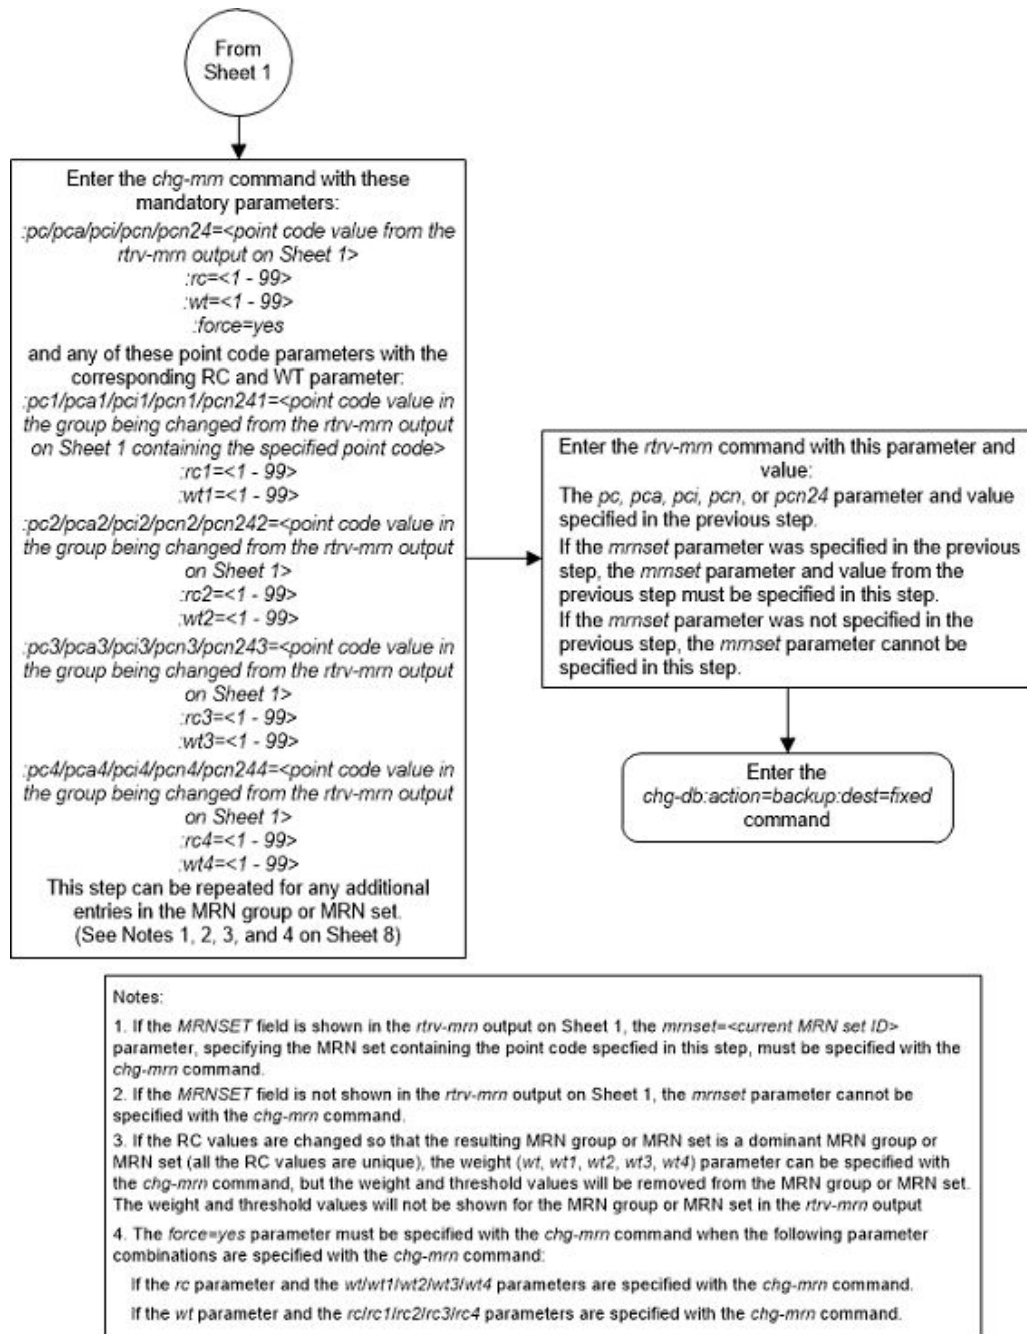 From
Sheet 1
Enter the chg-mrn command with these
mandatory parameters:
:pc/pca/pci/pcn/pcn24=<point code value from the
rtrv-mrn output on Sheet 1>
:rc=<1 - 99>
:wt=<1 - 99>
:force=yes
and any of these point code parameters with the
corresponding RC and WT parameter:
:pc1/pca1/pci1/pcn1/pcn241=<point code value in
the group being changed from the rtrv-mrn output
on Sheet 1 containing the specified point code>
:rc1=<1 - 99>
:wt1=<1 - 99>
:pc2/pca2/pci2/pcn2/pcn242=<point code value in
the group being changed from the rtrv-mrn output
on Sheet 1>
:rc2=<1 - 99>
:wt2=<1 - 99>
:pc3/pca3/pci3/pcn3/pcn243=<point code value in
the group being changed from the rtrv-mrn output
on Sheet 1>
:rc3=<1 - 99>
:wt3=<1 - 99>
:pc4/pca4/pci4/pcn4/pcn244=<point code value in
the group being changed from the rtrv-mrn output
on Sheet 1>
:rc4=<1 - 99>
:wt4=<1 - 99>
This step can be repeated for any additional
entries in the MRN group or MRN set.
(See Notes 1, 2, 3, and 4 on Sheet 8)
Enter the rtrv-mrn command with this parameter and
value:
The pc, pca, pci, pcn, or pcn24 parameter and value
specified in the previous step.
If the mrnset parameter was specified in the previous
step, the mrnset parameter and value from the
previous step must be specified in this step.
If the mrnset parameter was not specified in the
previous step, the mrnset parameter cannot be
specified in this step.
Enter the
chg-db:action=backup:dest=fixed
command
Notes:
1. If the MRNSET field is shown in the rtrv-mrn output on Sheet 1, the mrnset=<current MRN set ID>
parameter, specifying the MRN set containing the point code specfied in this step, must be specified with the
chg-mrn command.
2. If the MRNSET field is not shown in the rtrv-mrn output on Sheet 1, the mrnset parameter cannot be
specified with the chg-mrn command.
3. If the RC values are changed so that the resulting MRN group or MRN set is a dominant MRN group or
MRN set (all the RC values are unique), the weight (wt, wt1, wt2, wt3, wt4) parameter can be specified with
the chg-mrn command, but the weight and threshold values will be removed from the MRN group or MRN set.
The weight and threshold values will not be shown for the MRN group or MRN set in the rtrv-mrn output
4. The force=yes parameter must be specified with the chg-mrn command when the following parameter
combinations are specified with the chg-mrn command:
If the rc parameter and the wt/wt1/wt2/wt3/wt4 parameters are specified with the chg-mrn command.
If the wt parameter and the rc/rc1/rc2/rc3/rc4 parameters are specified with the chg-mrn command.